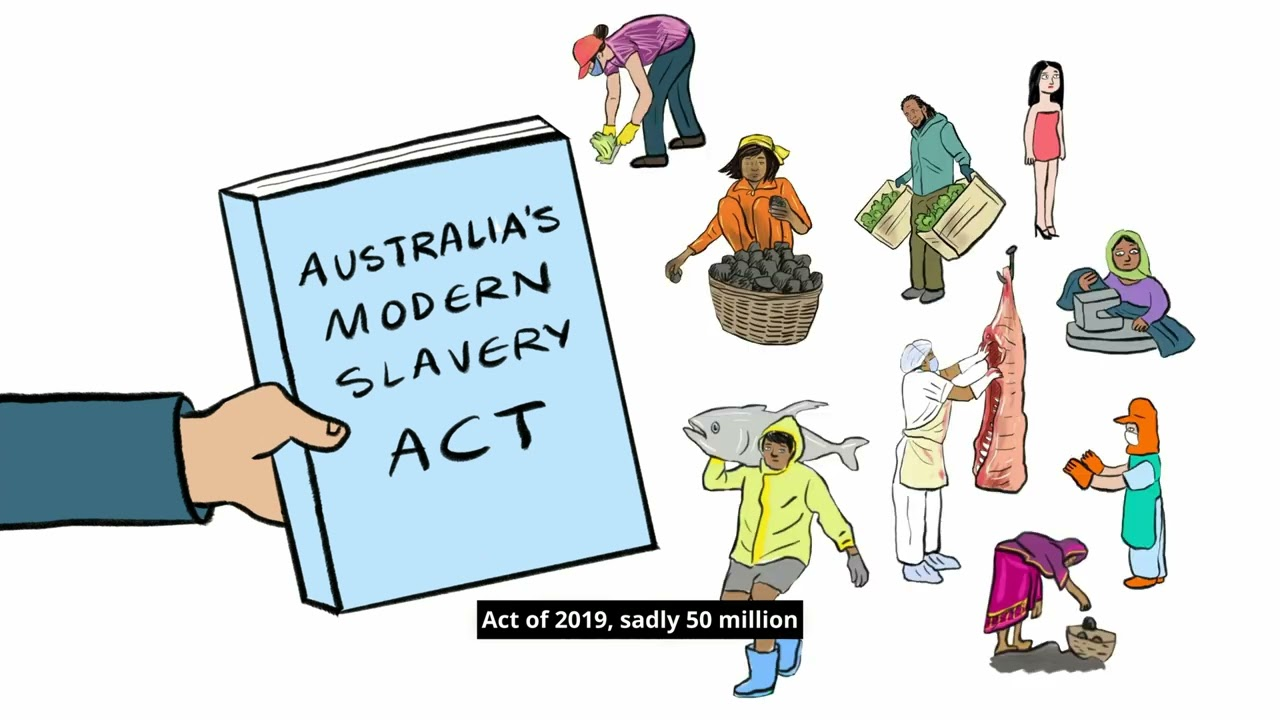 AUSTRALIA'S
MODERN
SLAVERY
ACT
Act of 2019, sadly 50 million